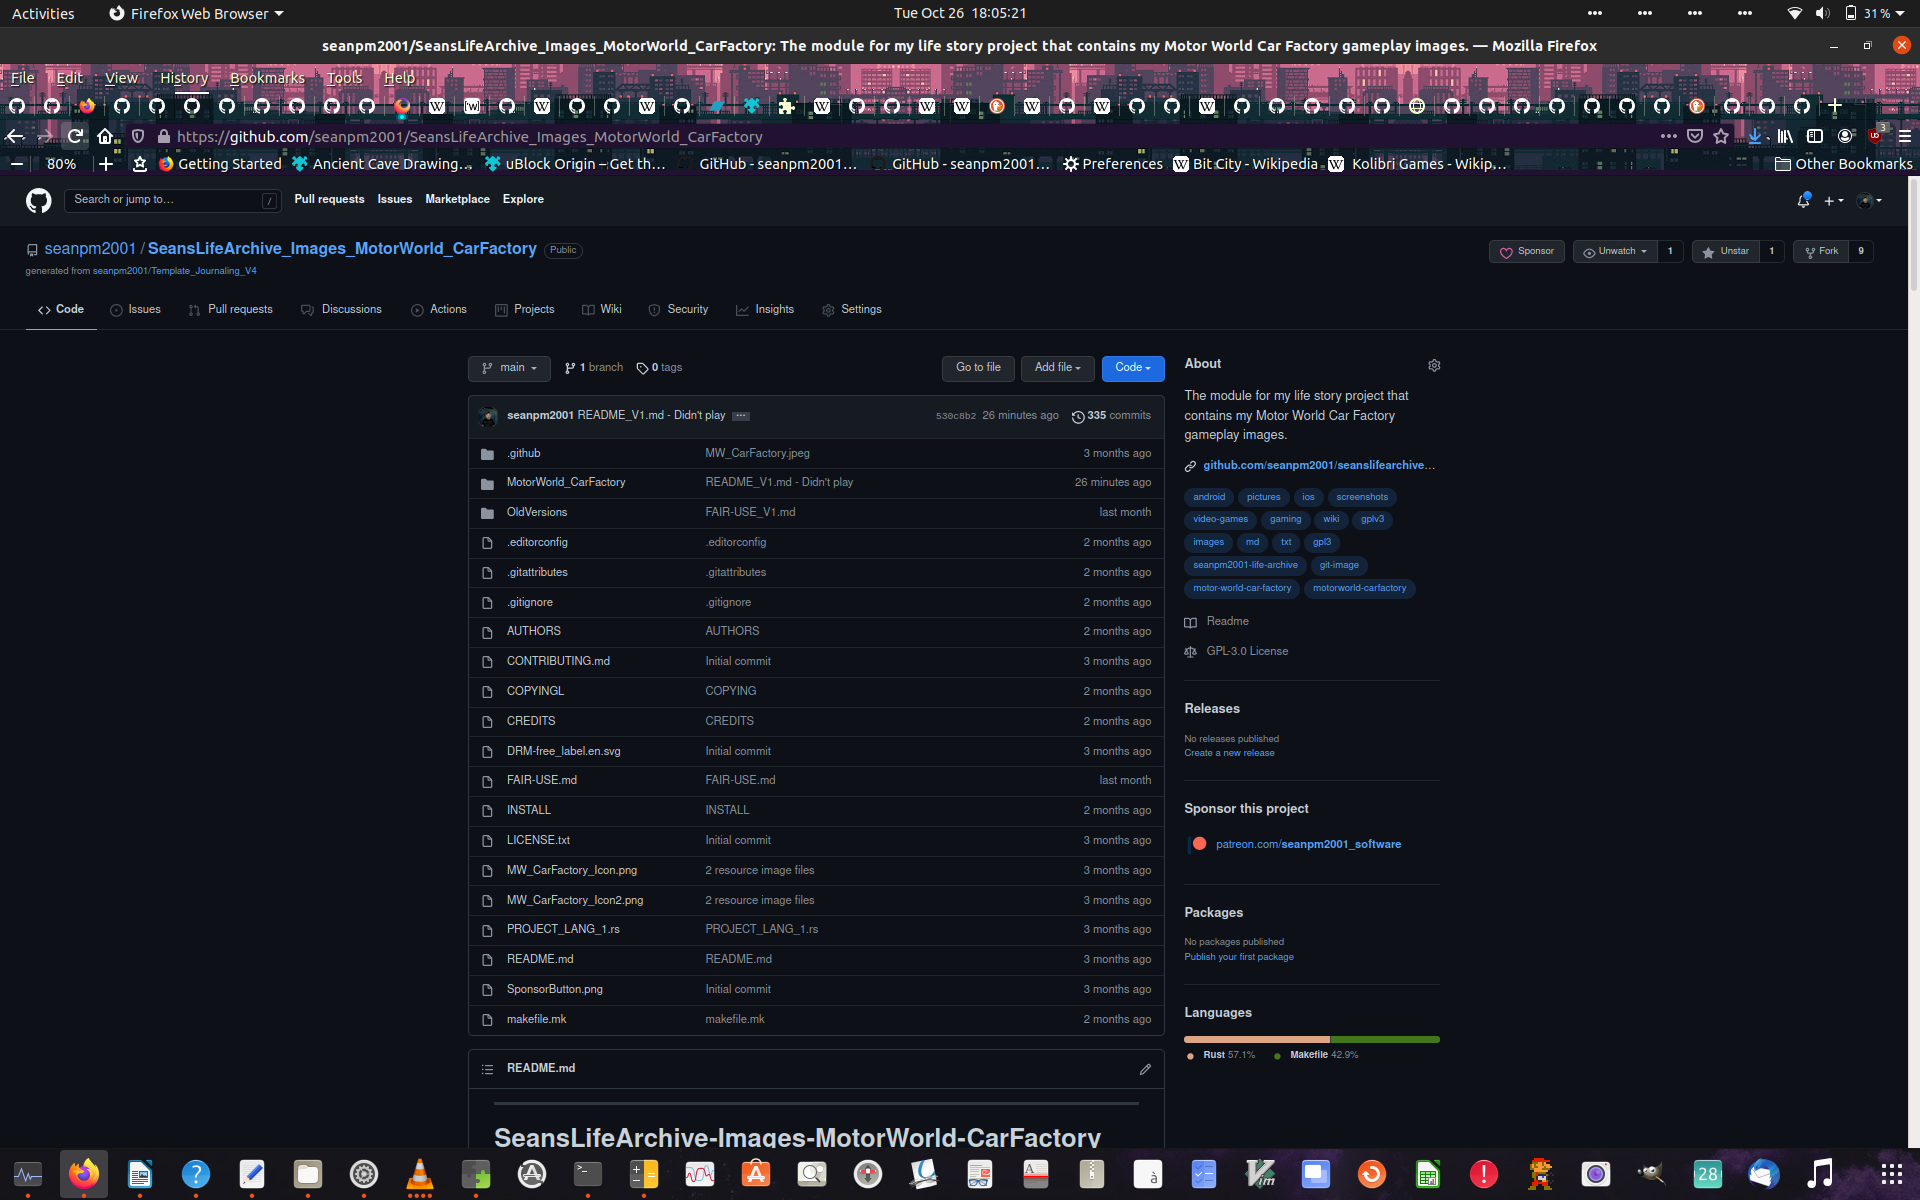 Activities Firefox Web Browser Tue Oct 26 18:05:21 31%
seanpm2001/SeansLifeArchive_Images_MotorWorld_CarFactory: The module for my life story project that contains my Motor World Car Factory gameplay images. — Mozilla Firefox
File Edit View History Bookmarks Tools Help
https://github.com/seanpm2001/SeansLifeArchive_Images_MotorWorld_CarFactory 3
80% Getting Started Ancient Cave Drawing… uBlock Origin – Get th… GitHub - seanpm2001… GitHub - seanpm2001… Preferences Bit City - Wikipedia Kolibri Games - Wikip… Other Bookmarks
Search or jump to… / Pull requests Issues Marketplace Explore
seanpm2001 / SeansLifeArchive_Images_MotorWorld_CarFactory Public Sponsor Unwatch 1 Unstar 1 Fork 9
generated from seanpm2001/Template_Journaling_V4
Code Issues Pull requests Discussions Actions Projects Wiki Security Insights Settings
main 1 branch 0 tags Go to file Add file Code
seanpm2001 README_V1.md - Didn't play ... 530c8b2 26 minutes ago 335 commits
.github MW_CarFactory.jpeg 3 months ago
MotorWorld_CarFactory README_V1.md - Didn't play 26 minutes ago
OldVersions FAIR-USE_V1.md last month
.editorconfig .editorconfig 2 months ago
.gitattributes .gitattributes 2 months ago
.gitignore .gitignore 2 months ago
AUTHORS AUTHORS 2 months ago
CONTRIBUTING.md Initial commit 3 months ago
COPYINGL COPYING 2 months ago
CREDITS CREDITS 2 months ago
DRM-free_label.en.svg Initial commit 3 months ago
FAIR-USE.md FAIR-USE.md last month
INSTALL INSTALL 2 months ago
LICENSE.txt Initial commit 3 months ago
MW_CarFactory_Icon.png 2 resource image files 3 months ago
MW_CarFactory_Icon2.png 2 resource image files 3 months ago
PROJECT_LANG_1.rs PROJECT_LANG_1.rs 3 months ago
README.md README.md 3 months ago
SponsorButton.png Initial commit 3 months ago
makefile.mk makefile.mk 2 months ago
README.md
SeansLifeArchive-Images-MotorWorld-CarFactory
About
The module for my life story project that
contains my Motor World Car Factory
gameplay images.
github.com/seanpm2001/seanslifearchive…
android pictures ios screenshots
video-games gaming wiki gplv3
images md txt gpl3
seanpm2001-life-archive git-image
motor-world-car-factory motorworld-carfactory
Readme
GPL-3.0 License
Releases
No releases published
Create a new release
Sponsor this project
patreon.com/seanpm2001_software
Packages
No packages published
Publish your first package
Languages
Rust 57.1% Makefile 42.9%
28